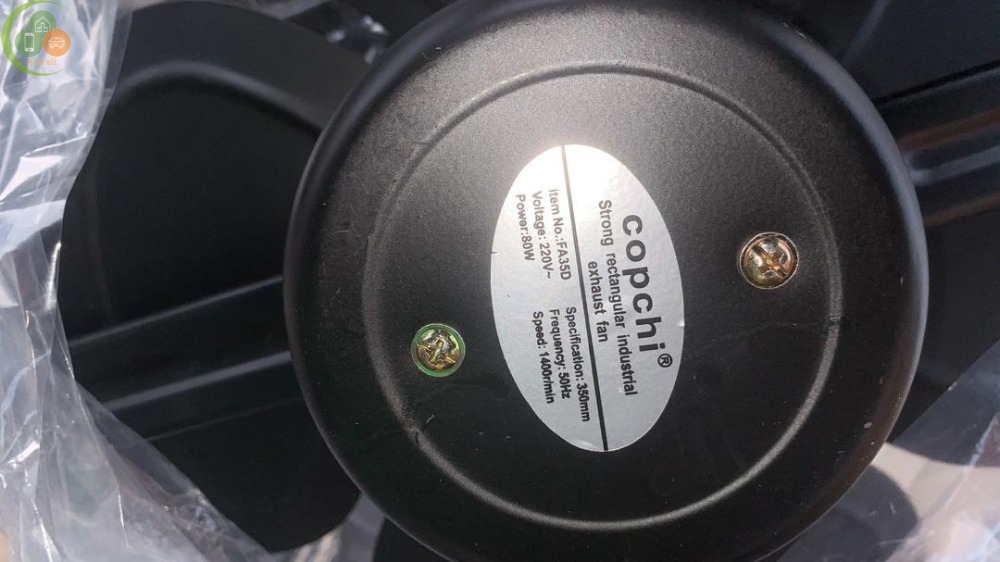 copchi®
Strong rectangular industrial
exhaust fan
Item No.:FA35D Specification: 350mm
Voltage: 220V~ Frequency: 50Hz
Power:80W Speed: 1400r/min